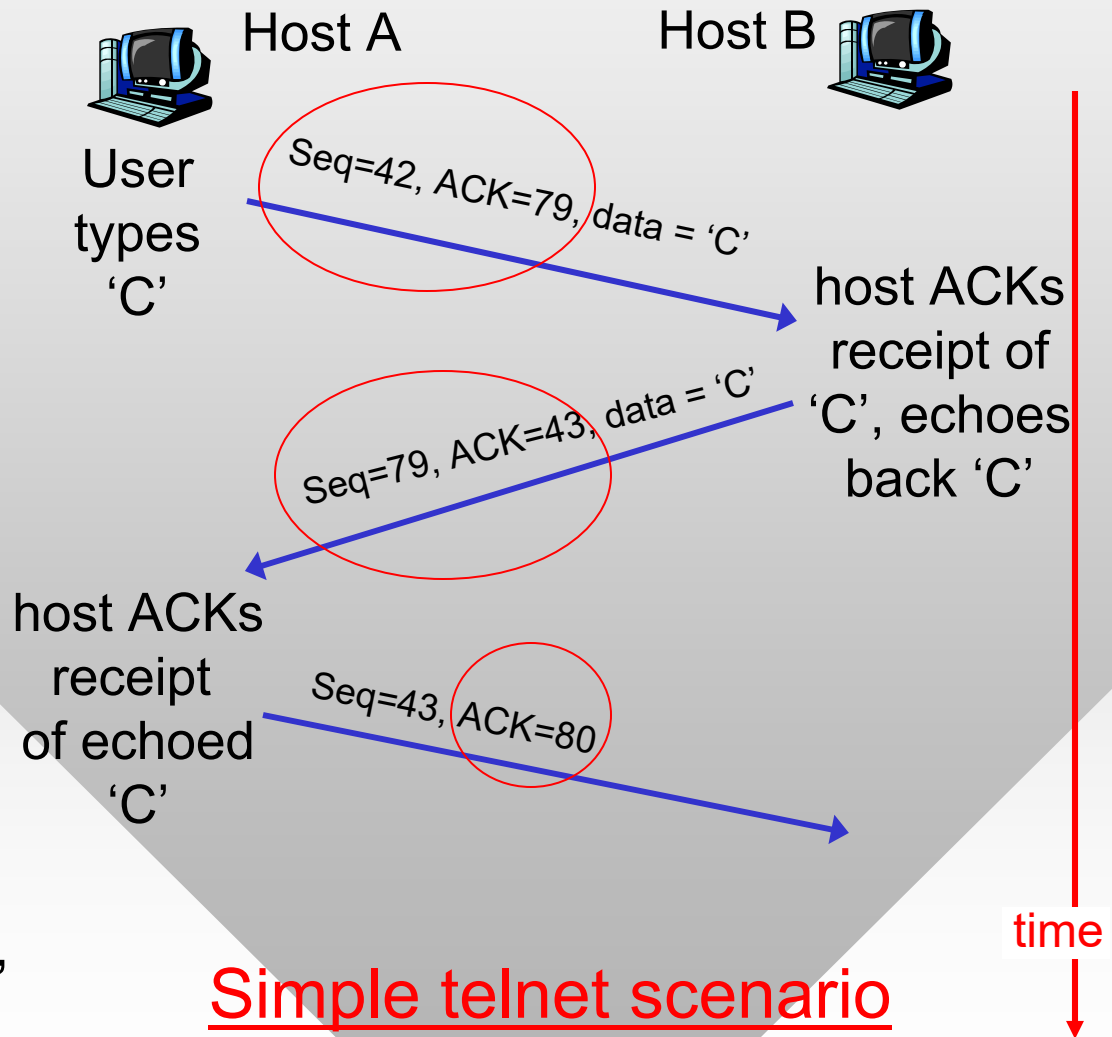 Host A
Host B
User
types
‘C’
Seq=42, ACK=79, data = ‘C’
host ACKs
receipt of
‘C’, echoes
back ‘C’
Seq=79, ACK=43, data = ‘C’
host ACKs
receipt
of echoed
‘C’
Seq=43, ACK=80
time
,
Simple telnet scenario